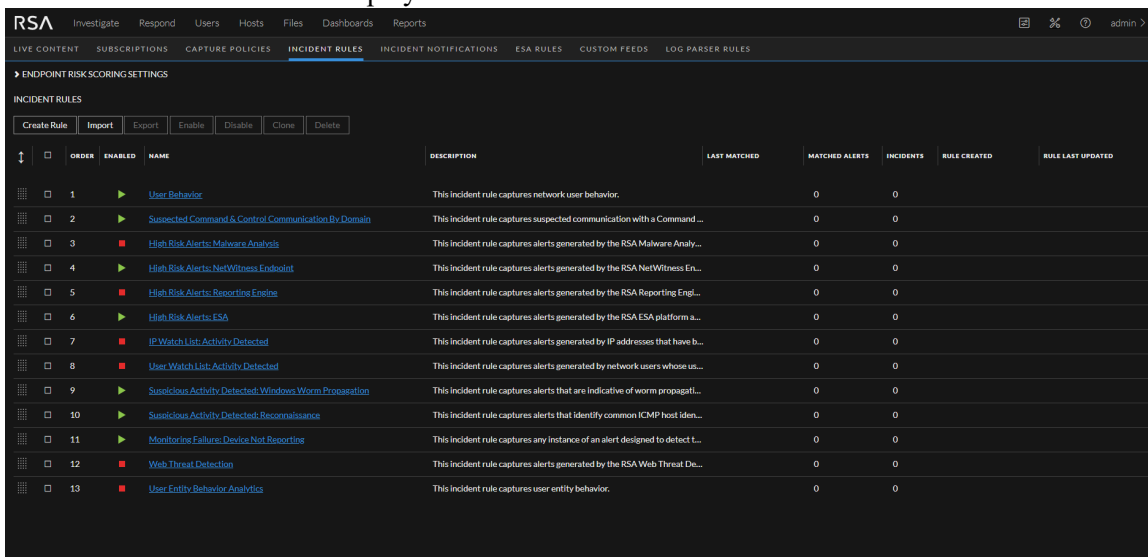 RSA Investigate Respond Users Hosts Files Dashboards Reports admin >
LIVE CONTENT SUBSCRIPTIONS CAPTURE POLICIES INCIDENT RULES INCIDENT NOTIFICATIONS ESA RULES CUSTOM FEEDS LOG PARSER RULES
> ENDPOINT RISK SCORING SETTINGS
INCIDENT RULES
Create Rule Import Export Enable Disable Clone Delete
ORDER ENABLED NAME DESCRIPTION LAST MATCHED MATCHED ALERTS INCIDENTS RULE CREATED RULE LAST UPDATED
1 User Behavior This incident rule captures network user behavior. 0 0
2 Suspected Command & Control Communication By Domain This incident rule captures suspected communication with a Command ... 0 0
3 High Risk Alerts: Malware Analysis This incident rule captures alerts generated by the RSA Malware Analy... 0 0
4 High Risk Alerts: NetWitness Endpoint This incident rule captures alerts generated by the RSA NetWitness En... 0 0
5 High Risk Alerts: Reporting Engine This incident rule captures alerts generated by the RSA Reporting Engi... 0 0
6 High Risk Alerts: ESA This incident rule captures alerts generated by the RSA ESA platform a... 0 0
7 IP Watch List: Activity Detected This incident rule captures alerts generated by IP addresses that have b... 0 0
8 User Watch List: Activity Detected This incident rule captures alerts generated by network users whose us... 0 0
9 Suspicious Activity Detected: Windows Worm Propagation This incident rule captures alerts that are indicative of worm propagati... 0 0
10 Suspicious Activity Detected: Reconnaissance This incident rule captures alerts that identify common ICMP host iden... 0 0
11 Monitoring Failure: Device Not Reporting This incident rule captures any instance of an alert designed to detect t... 0 0
12 Web Threat Detection This incident rule captures alerts generated by the RSA Web Threat De... 0 0
13 User Entity Behavior Analytics This incident rule captures user entity behavior. 0 0